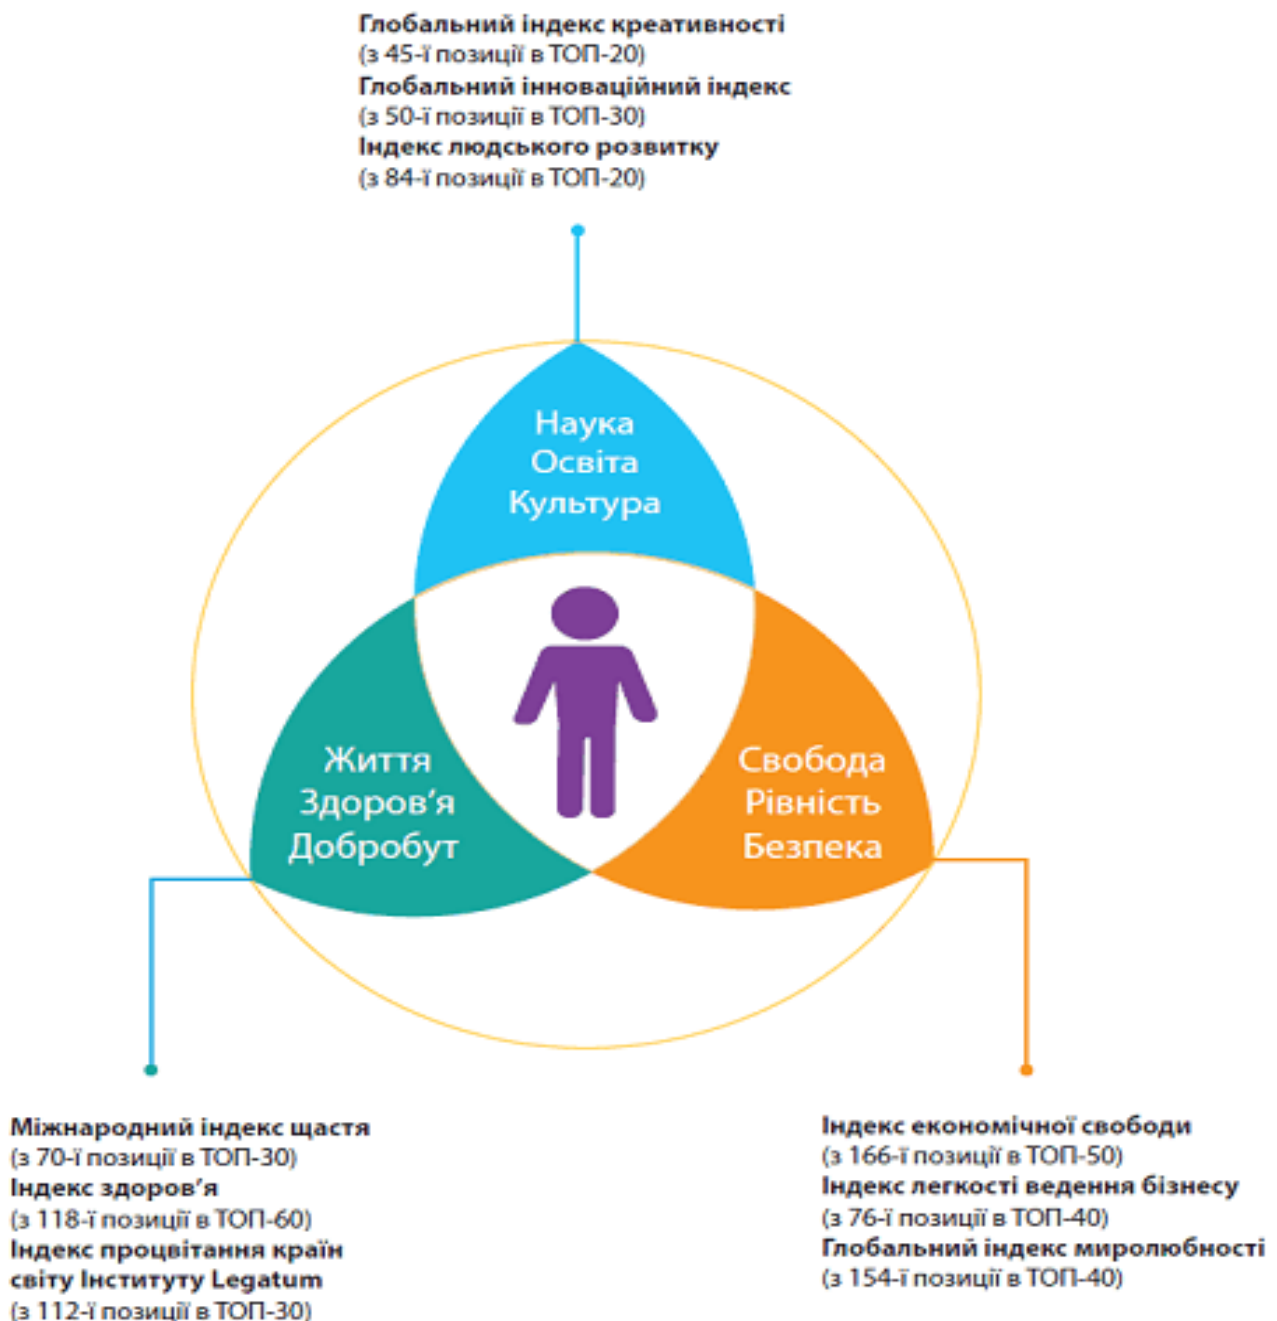 Глобальний індекс креативності
(з 45-ї позиції в ТОП-20)
Глобальний інноваційний індекс
(з 50-ї позиції в ТОП-30)
Індекс людського розвитку
(з 84-ї позиції в ТОП-20)
Наука
Освіта
Культура
Життя
Здоров’я
Добробут
Свобода
Рівність
Безпека
Міжнародний індекс щастя
(з 70-ї позиції в ТОП-30)
Індекс здоров’я
(з 118-ї позиції в ТОП-60)
Індекс процвітання країн
світу Інституту Legatum
(з 112-ї позиції в ТОП-30)
Індекс економічної свободи
(з 166-ї позиції в ТОП-50)
Індекс легкості ведення бізнесу
(з 76-ї позиції в ТОП-40)
Глобальний індекс миролюбності
(з 154-ї позиції в ТОП-40)